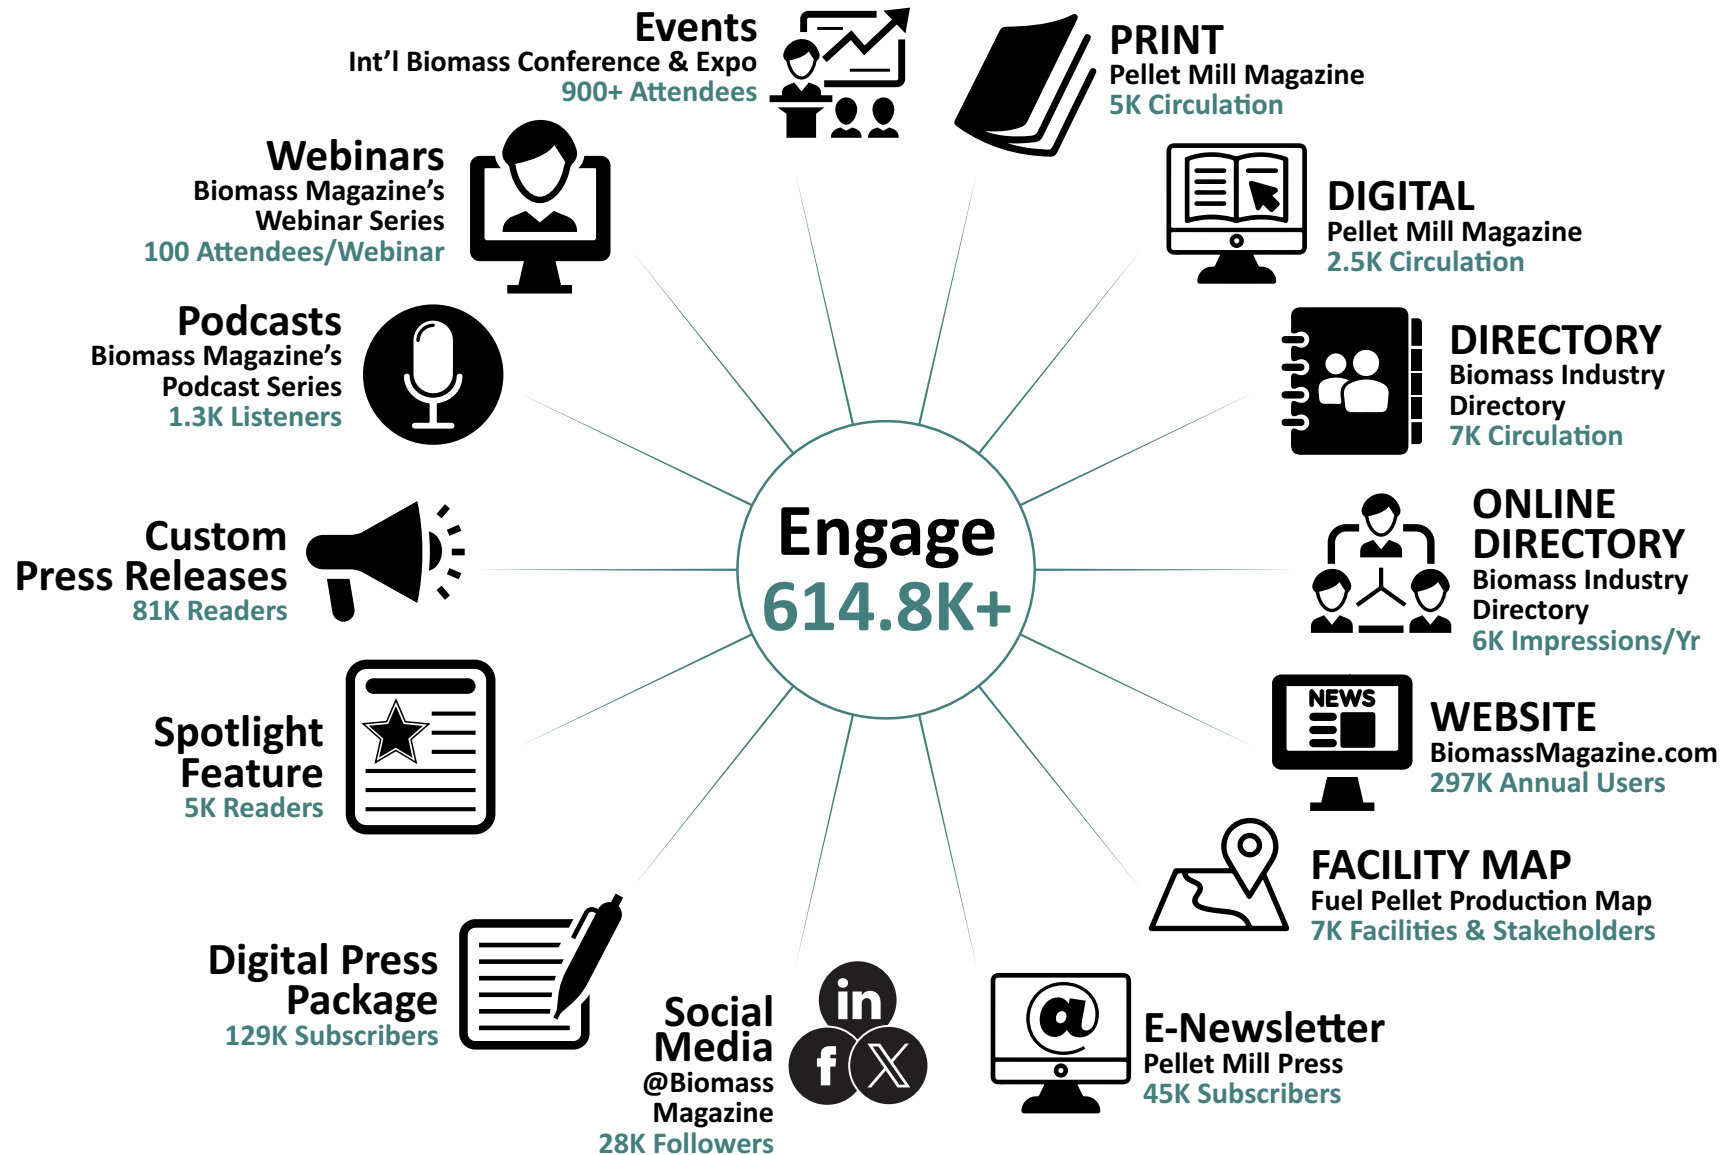 Events
Int'l Biomass Conference & Expo
900+ Attendees
PRINT
Pellet Mill Magazine
5K Circulation
DIGITAL
Pellet Mill Magazine
2.5K Circulation
DIRECTORY
Biomass Industry
Directory
7K Circulation
ONLINE
DIRECTORY
Biomass Industry
Directory
6K Impressions/Yr
NEWS
WEBSITE
BiomassMagazine.com
297K Annual Users
FACILITY MAP
Fuel Pellet Production Map
7K Facilities & Stakeholders
@
E-Newsletter
Pellet Mill Press
45K Subscribers
in
f
X
Social
Media
@Biomass
Magazine
28K Followers
Digital Press
Package
129K Subscribers
Spotlight
Feature
5K Readers
Custom
Press Releases
81K Readers
Podcasts
Biomass Magazine's
Podcast Series
1.3K Listeners
Webinars
Biomass Magazine's
Webinar Series
100 Attendees/Webinar
Engage
614.8K+